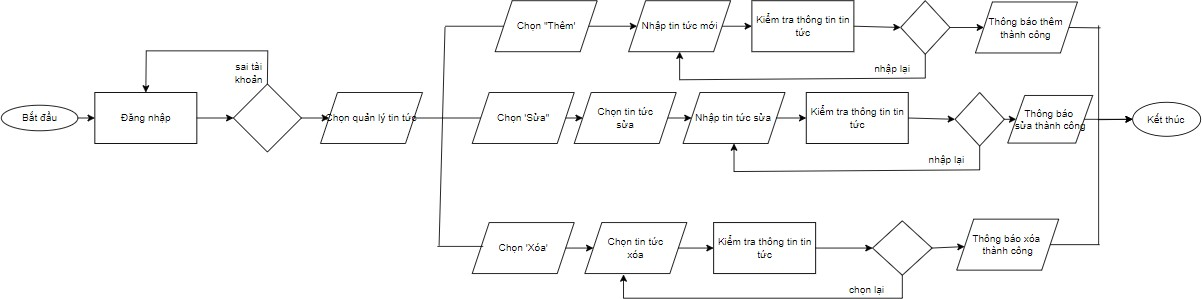 Bắt đầu
Đăng nhập
sai tài
khoản
Chọn quản lý tin tức
Chọn "Thêm'
Nhập tin tức mới
Kiểm tra thông tin tin
tức
nhập lại
Thông báo thêm
thành công
Chọn 'Sửa"
Chọn tin tức
sửa
Nhập tin tức sửa
Kiểm tra thông tin tin
tức
nhập lại
Thông báo
sửa thành công
Chọn 'Xóa'
Chọn tin tức
xóa
Kiểm tra thông tin tin
tức
chọn lại
Thông báo xóa
thành công
Kết thúc